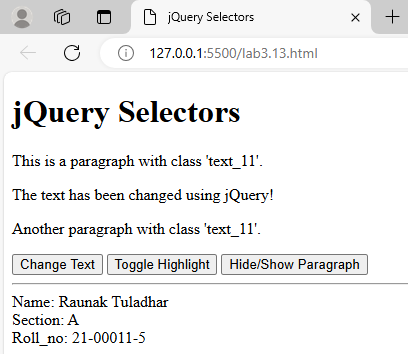 jQuery Selectors
127.0.0.1:5500/lab3.13.html
jQuery Selectors
This is a paragraph with class 'text_11'.
The text has been changed using jQuery!
Another paragraph with class 'text_11'.
Change Text Toggle Highlight Hide/Show Paragraph
Name: Raunak Tuladhar
Section: A
Roll_no: 21-00011-5